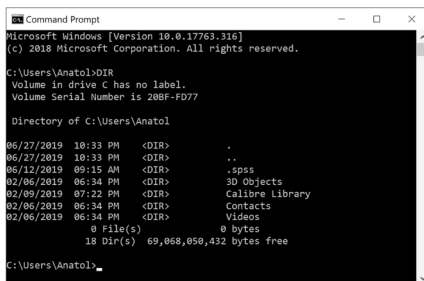 Command Prompt
Microsoft Windows [Version 10.0.17763.316]
(c) 2018 Microsoft Corporation. All rights reserved.
C:\Users\Anatol>DIR
Volume in drive C has no label.
Volume Serial Number is 20BF-FD77
Directory of C:\Users\Anatol
06/27/2019 10:33 PM <DIR> .
06/27/2019 10:33 PM <DIR> ..
06/12/2019 09:15 AM <DIR> .spss
02/06/2019 06:34 PM <DIR> 3D Objects
02/09/2019 07:22 PM <DIR> Calibre Library
02/06/2019 06:34 PM <DIR> Contacts
02/06/2019 06:34 PM <DIR> Videos
0 File(s) 0 bytes
18 Dir(s) 69,068,050,432 bytes free
C:\Users\Anatol>